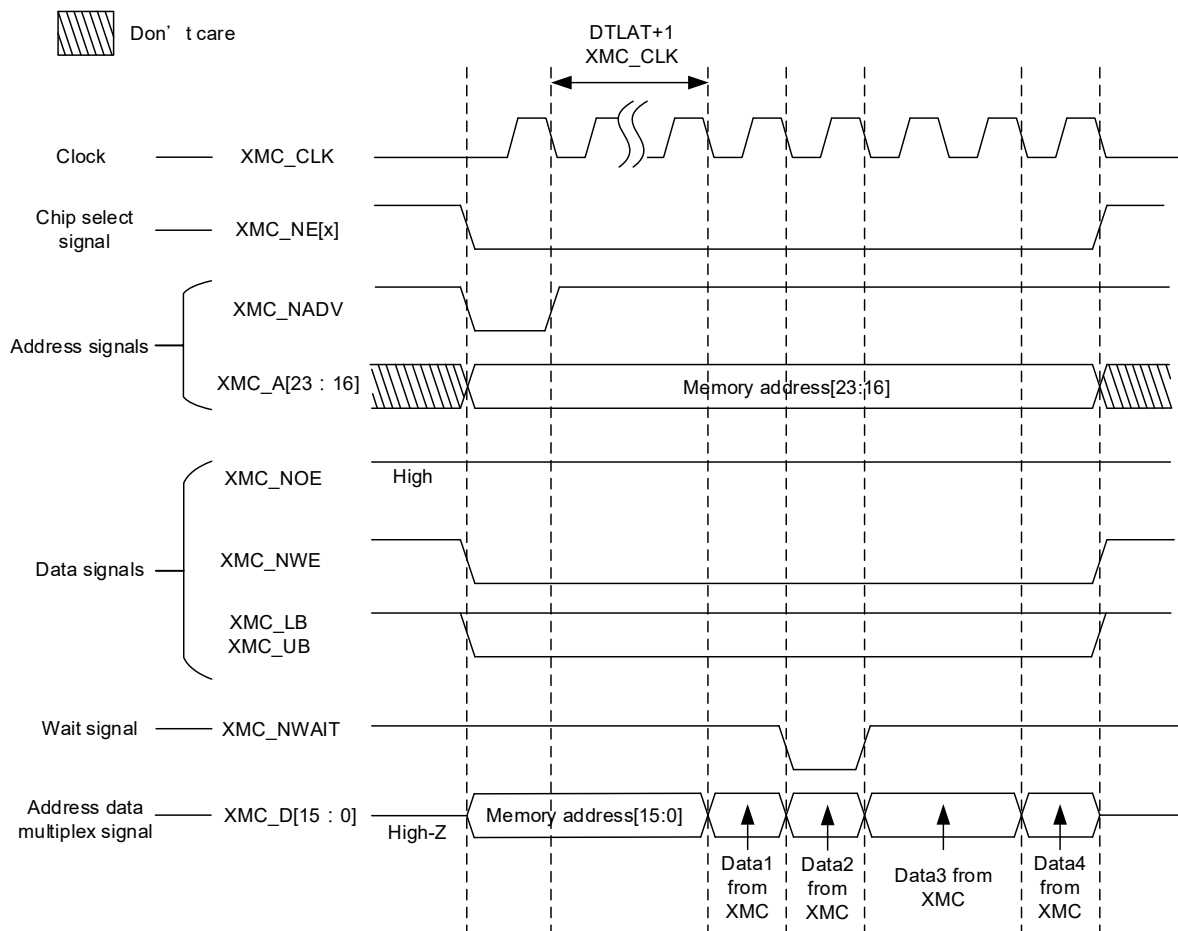 Don’ t care
DTLAT+1
XMC_CLK
Clock
XMC_CLK
Chip select
signal
XMC_NE[x]
Address signals
XMC_NADV
XMC_A[23：16]
Memory address[23:16]
Data signals
XMC_NOE
High
XMC_NWE
XMC_LB
XMC_UB
Wait signal
XMC_NWAIT
Address data
multiplex signal
XMC_D[15：0]
High-Z
Memory address[15:0]
Data1
from
XMC
Data2
from
XMC
Data3 from
XMC
Data4
from
XMC